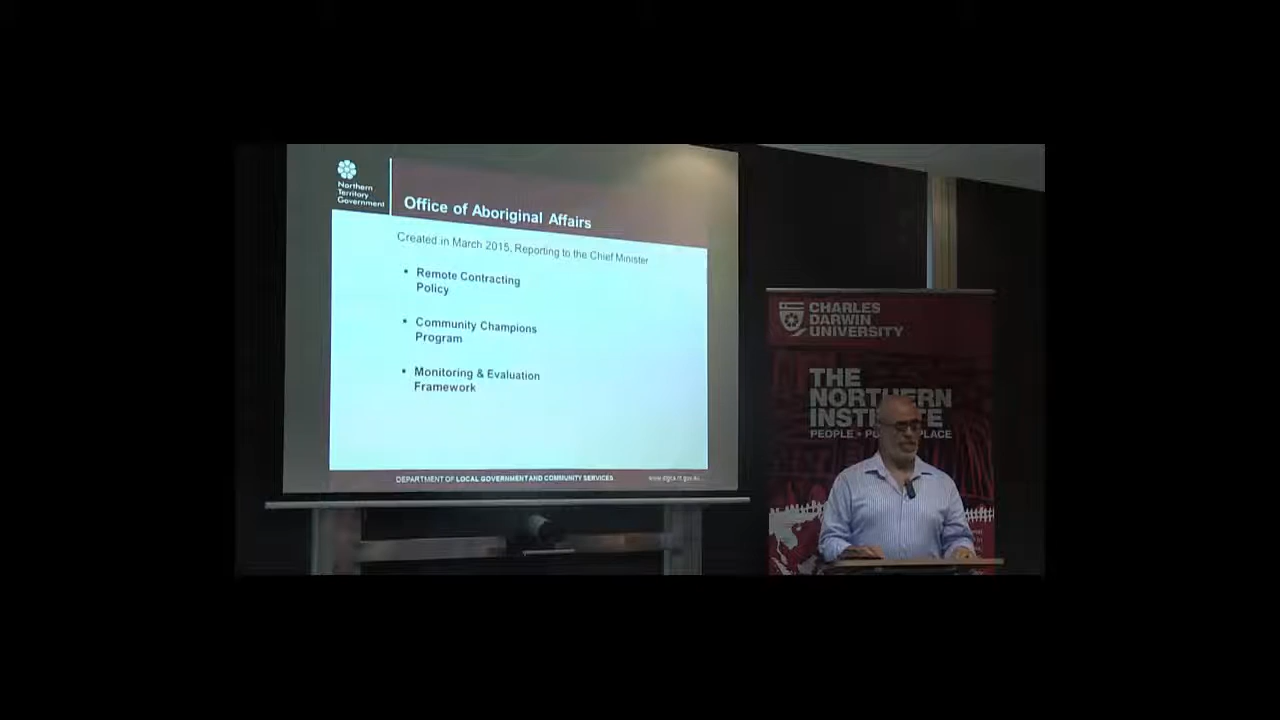 Northern
Territory
Government
Office of Aboriginal Affairs
Created in March 2015, Reporting to the Chief Minister
• Remote Contracting
Policy
• Community Champions
Program
• Monitoring & Evaluation
Framework
DEPARTMENT OF LOCAL GOVERNMENT AND COMMUNITY SERVICES
CHARLES
DARWIN
UNIVERSITY
THE
NORTHERN
PEOPLE •
PLACE